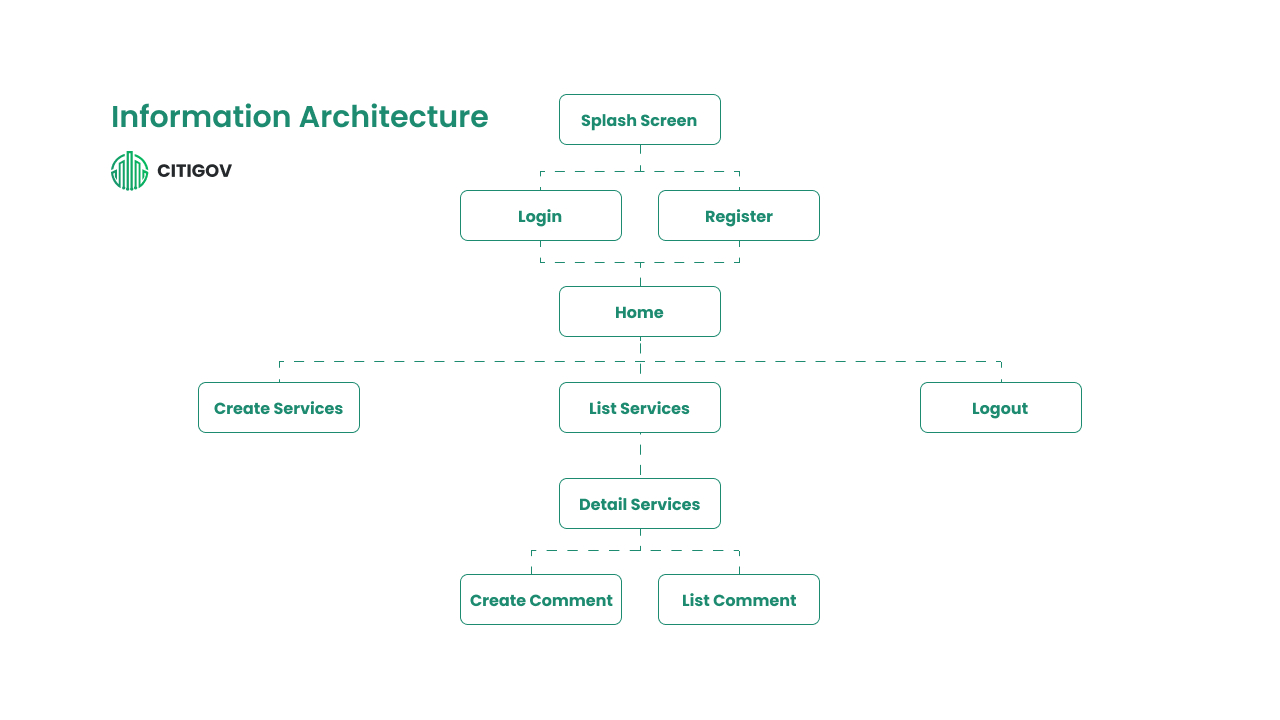 Information Architecture
CITIGOV
Splash Screen
Login
Register
Home
Create Services
List Services
Logout
Detail Services
Create Comment
List Comment